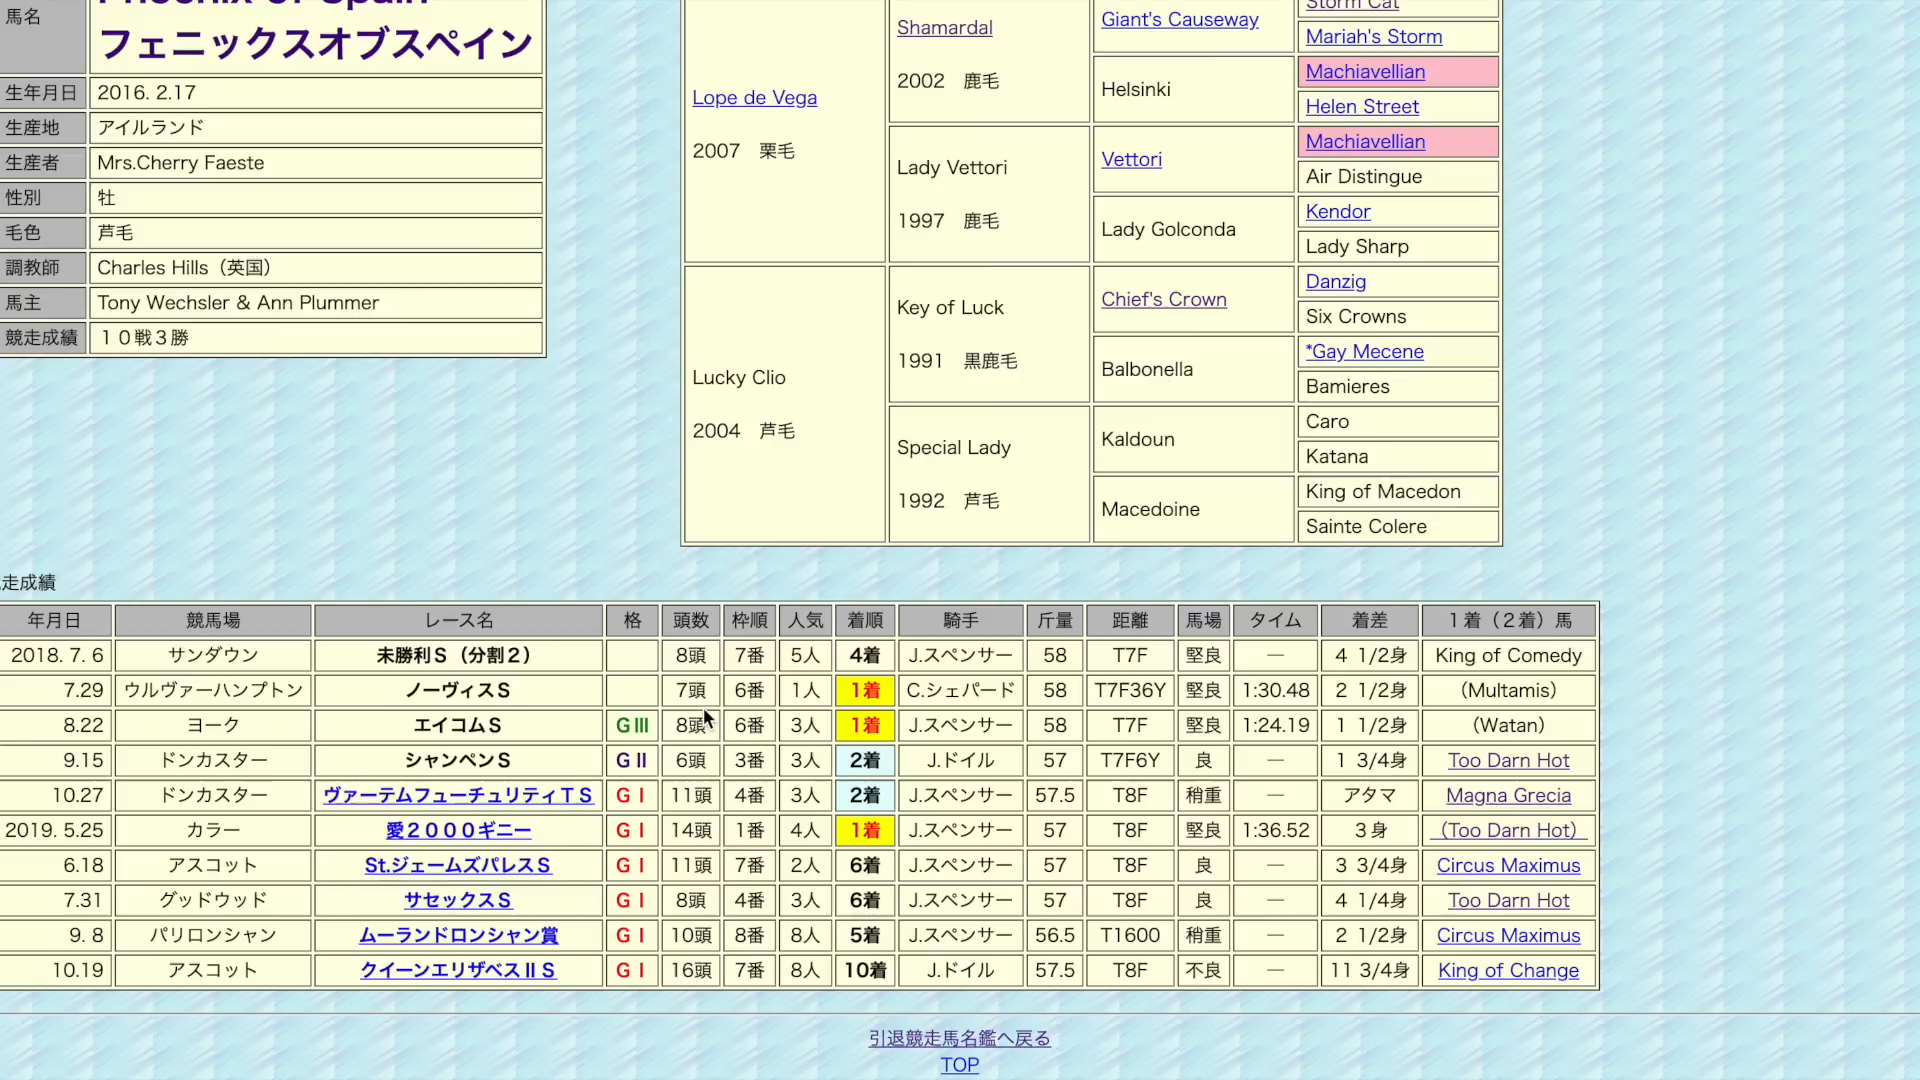 Phoenix of Spain
馬名
フェニックスオブスペイン
生年月日 2016. 2.17
生産地 アイルランド
生産者 Mrs.Cherry Faeste
性別 牡
毛色 芦毛
調教師 Charles Hills（英国）
馬主 Tony Wechsler & Ann Plummer
競走成績 １０戦３勝
Lope de Vega
2007 栗毛
Shamardal
2002 鹿毛
Giant's Causeway
Storm Cat
Mariah's Storm
Helsinki
Machiavellian
Helen Street
Lady Vettori
1997 鹿毛
Vettori
Machiavellian
Air Distingue
Lady Golconda
Kendor
Lady Sharp
Lucky Clio
2004 芦毛
Key of Luck
1991 黒鹿毛
Chief's Crown
Danzig
Six Crowns
Balbonella
*Gay Mecene
Bamieres
Special Lady
1992 芦毛
Kaldoun
Caro
Katana
Macedoine
King of Macedon
Sainte Colere
走成績
年月日 競馬場 レース名 格 頭数 枠順 人気 着順 騎手 斤量 距離 馬場 タイム 着差 １着（２着）馬
2018. 7. 6 サンダウン 未勝利Ｓ（分割２） 8頭 7番 5人 4着 J.スペンサー 58 T7F 堅良 ― 4 1/2身 King of Comedy
7.29 ウルヴァーハンプトン ノーヴィスＳ 7頭 6番 1人 1着 C.シェパード 58 T7F36Y 堅良 1:30.48 2 1/2身 （Multamis）
8.22 ヨーク エイコムＳ GⅢ 8頭 6番 3人 1着 J.スペンサー 58 T7F 堅良 1:24.19 1 1/2身 （Watan）
9.15 ドンカスター シャンペンＳ GⅡ 6頭 3番 3人 2着 J.ドイル 57 T7F6Y 良 ― 1 3/4身 Too Darn Hot
10.27 ドンカスター ヴァーテムフューチュリティＴＳ GⅠ 11頭 4番 3人 2着 J.スペンサー 57.5 T8F 稍重 ― アタマ Magna Grecia
2019. 5.25 カラー 愛２０００ギニー GⅠ 14頭 1番 4人 1着 J.スペンサー 57 T8F 堅良 1:36.52 ３身 （Too Darn Hot）
6.18 アスコット St.ジェームズパレスＳ GⅠ 11頭 7番 2人 6着 J.スペンサー 57 T8F 良 ― 3 3/4身 Circus Maximus
7.31 グッドウッド サセックスＳ GⅠ 8頭 4番 3人 6着 J.スペンサー 57 T8F 良 ― 4 1/4身 Too Darn Hot
9. 8 パリロンシャン ムーランドロンシャン賞 GⅠ 10頭 8番 8人 5着 J.スペンサー 56.5 T1600 稍重 ― 2 1/2身 Circus Maximus
10.19 アスコット クイーンエリザベスⅡＳ GⅠ 16頭 7番 8人 10着 J.ドイル 57.5 T8F 不良 ― 11 3/4身 King of Change
引退競走馬名鑑へ戻る
TOP